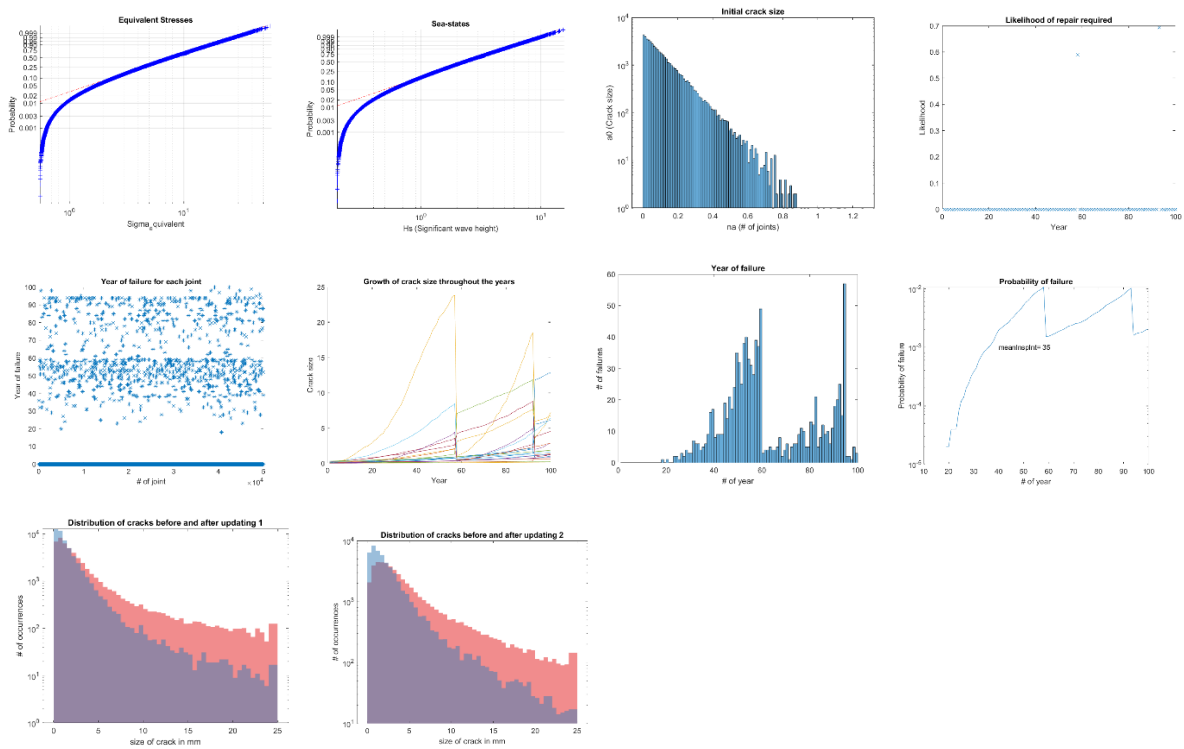 Equivalent Stresses
0.999
0.95
0.90
0.75
0.50
0.25
0.10
0.05
0.02
0.01
0.003
0.001
Probability
10⁰
10¹
Sigma_equivalent
Sea-states
0.999
0.95
0.90
0.75
0.50
0.25
0.10
0.05
0.02
0.01
0.003
0.001
Probability
10⁰
10¹
Hs (Significant wave height)
Initial crack size
10⁴
10³
10²
10¹
10⁰
a0 (Crack size)
0 0.2 0.4 0.6 0.8 1 1.2
na (# of joints)
Likelihood of repair required
0.7
0.6
0.5
0.4
0.3
0.2
0.1
0
Likelihood
0 20 40 60 80 100
Year
Year of failure for each joint
100
90
80
70
60
50
40
30
20
10
0
Year of failure
0 1 2 3 4 5
×10⁴
# of joint
Growth of crack size throughout the years
25
20
15
10
5
0
Crack size
20 40 60 80 100
Year
Year of failure
60
50
40
30
20
10
0
# of failures
0 20 40 60 80 100
# of year
Probability of failure
10⁻²
10⁻³
10⁻⁴
10⁻⁵
Probability of failure
meanInspInt= 35
10 20 30 40 50 60 70 80 90 100
# of year
Distribution of cracks before and after updating 1
10⁴
10³
10²
10¹
10⁰
# of occurrences
0 5 10 15 20 25
size of crack in mm
Distribution of cracks before and after updating 2
10⁴
10³
10²
10¹
# of occurrences
0 5 10 15 20 25
size of crack in mm